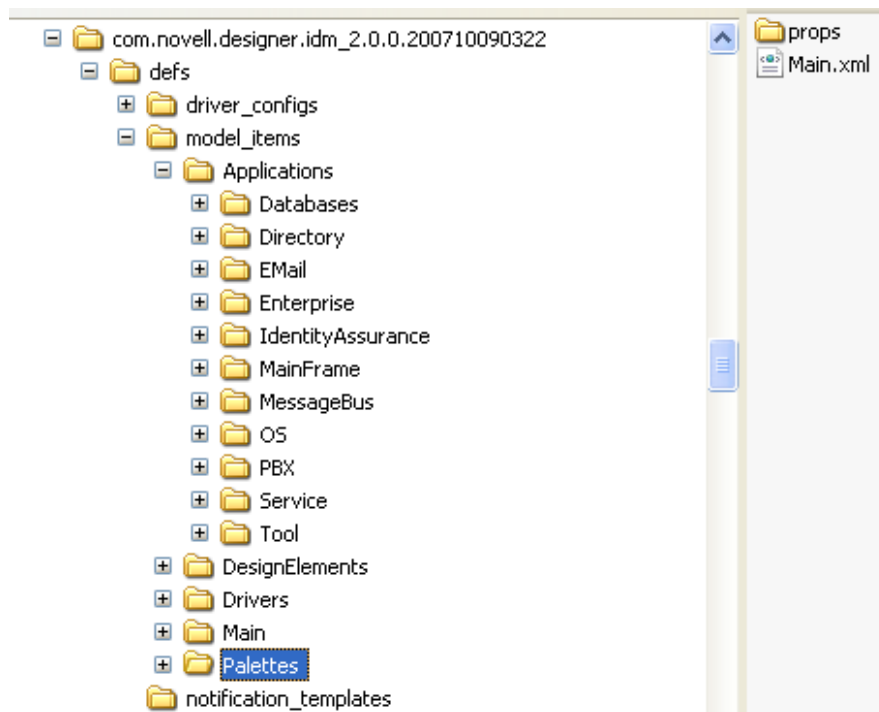 com.novell.designer.idm_2.0.0.200710090322
defs
driver_configs
model_items
Applications
Databases
Directory
EMail
Enterprise
IdentityAssurance
MainFrame
MessageBus
OS
PBX
Service
Tool
DesignElements
Drivers
Main
Palettes
notification_templates
props
Main.xml